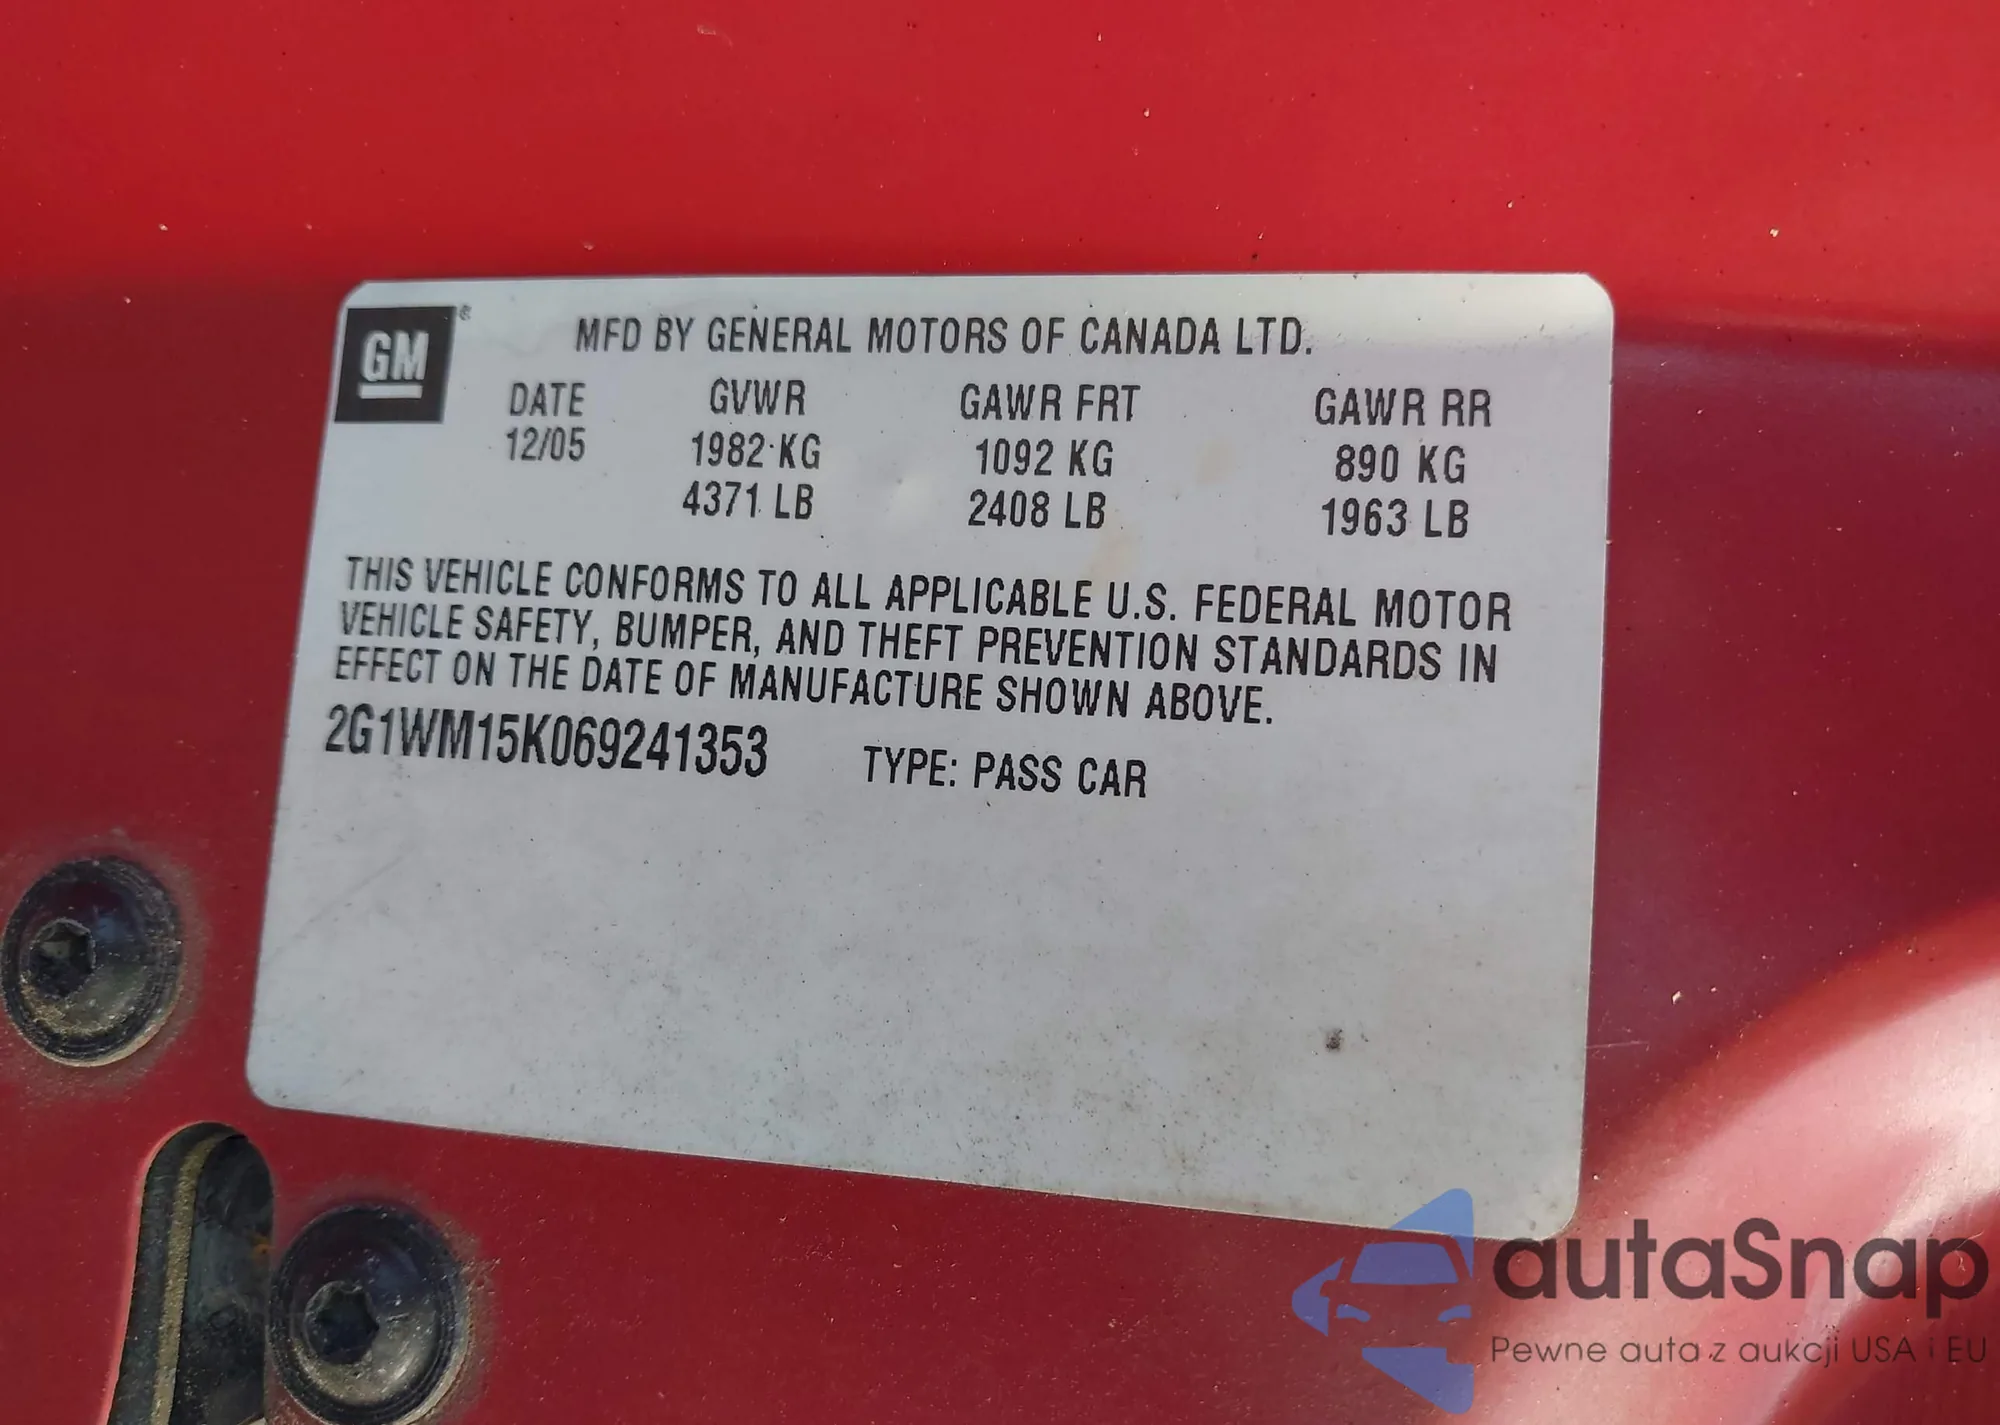 GM®
MFD BY GENERAL MOTORS OF CANADA LTD.
DATE GVWR GAWR FRT GAWR RR
12/05 1982 KG 1092 KG 890 KG
4371 LB 2408 LB 1963 LB
THIS VEHICLE CONFORMS TO ALL APPLICABLE U.S. FEDERAL MOTOR
VEHICLE SAFETY, BUMPER, AND THEFT PREVENTION STANDARDS IN
EFFECT ON THE DATE OF MANUFACTURE SHOWN ABOVE.
2G1WM15K069241353 TYPE: PASS CAR
autaSnap
Pewne auta z aukcji USA i EU